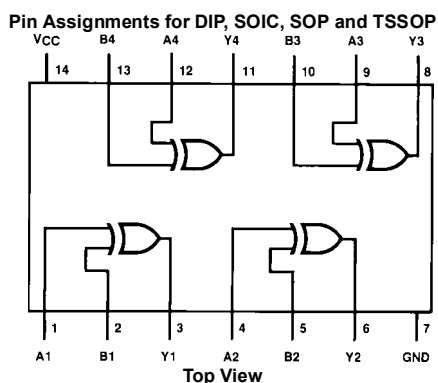 Pin Assignments for DIP, SOIC, SOP and TSSOP
VCC B4 A4 Y4 B3 A3 Y3
14 13 12 11 10 9 8
1 2 3 4 5 6 7
A1 B1 Y1 A2 B2 Y2 GND
Top View